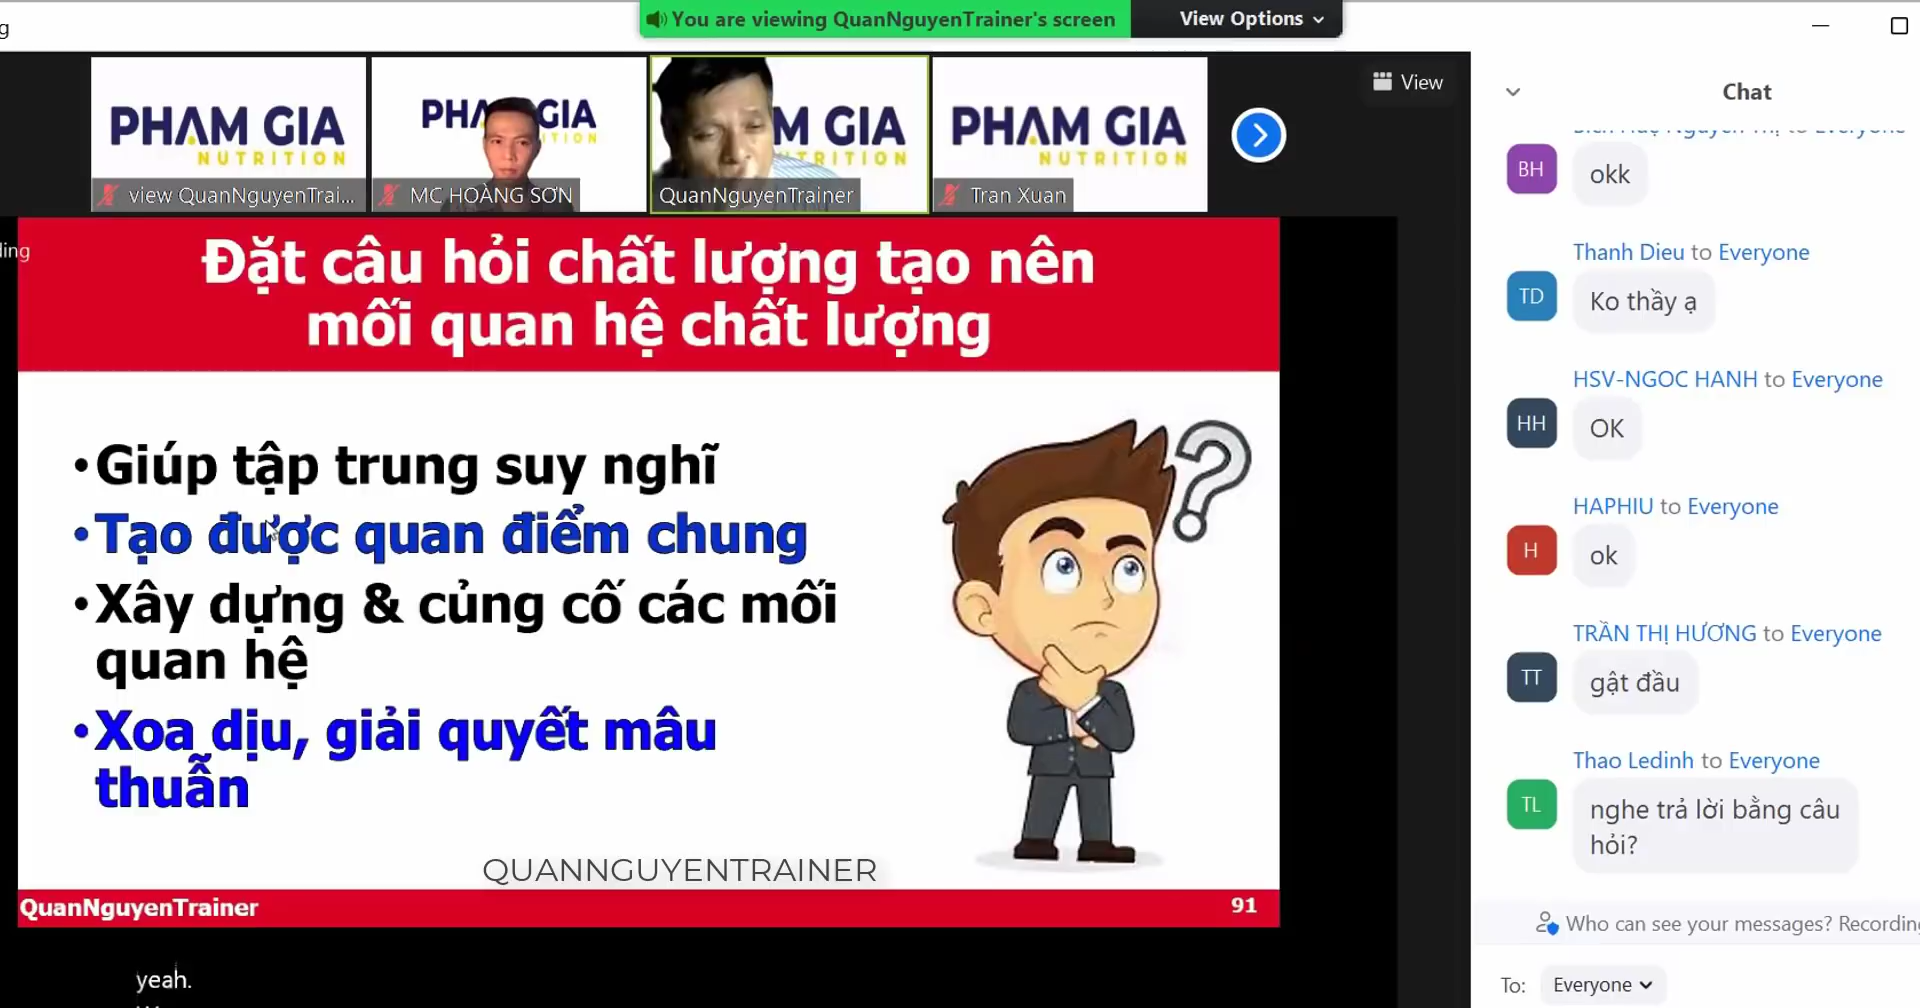 g
You are viewing QuanNguyenTrainer's screen
View Options
View
PHAM GIA
NUTRITION
view QuanNguyenTrai...
PHAM GIA
MC HOÀNG SƠN
M GIA
QuanNguyenTrainer
PHAM GIA
NUTRITION
Tran Xuan
ding
Đặt câu hỏi chất lượng tạo nên
mối quan hệ chất lượng
•Giúp tập trung suy nghĩ
•Tạo được quan điểm chung
•Xây dựng & củng cố các mối
quan hệ
•Xoa dịu, giải quyết mâu
thuẫn
?
QUANNGUYENTRAINER
QuanNguyenTrainer
91
yeah.
Chat
BH
okk
Thanh Dieu to Everyone
TD
Ko thầy ạ
HSV-NGOC HANH to Everyone
HH
OK
HAPHIU to Everyone
H
ok
TRẦN THỊ HƯƠNG to Everyone
TT
gật đầu
Thao Ledinh to Everyone
TL
nghe trả lời bằng câu
hỏi?
Who can see your messages? Recording
To: Everyone